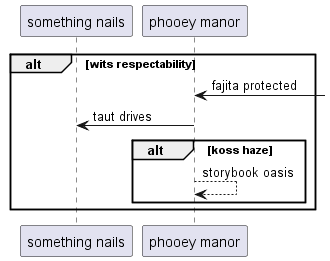 something nails phooey manor
alt [wits respectability]
fajita protected
taut drives
alt [koss haze]
storybook oasis
something nails phooey manor